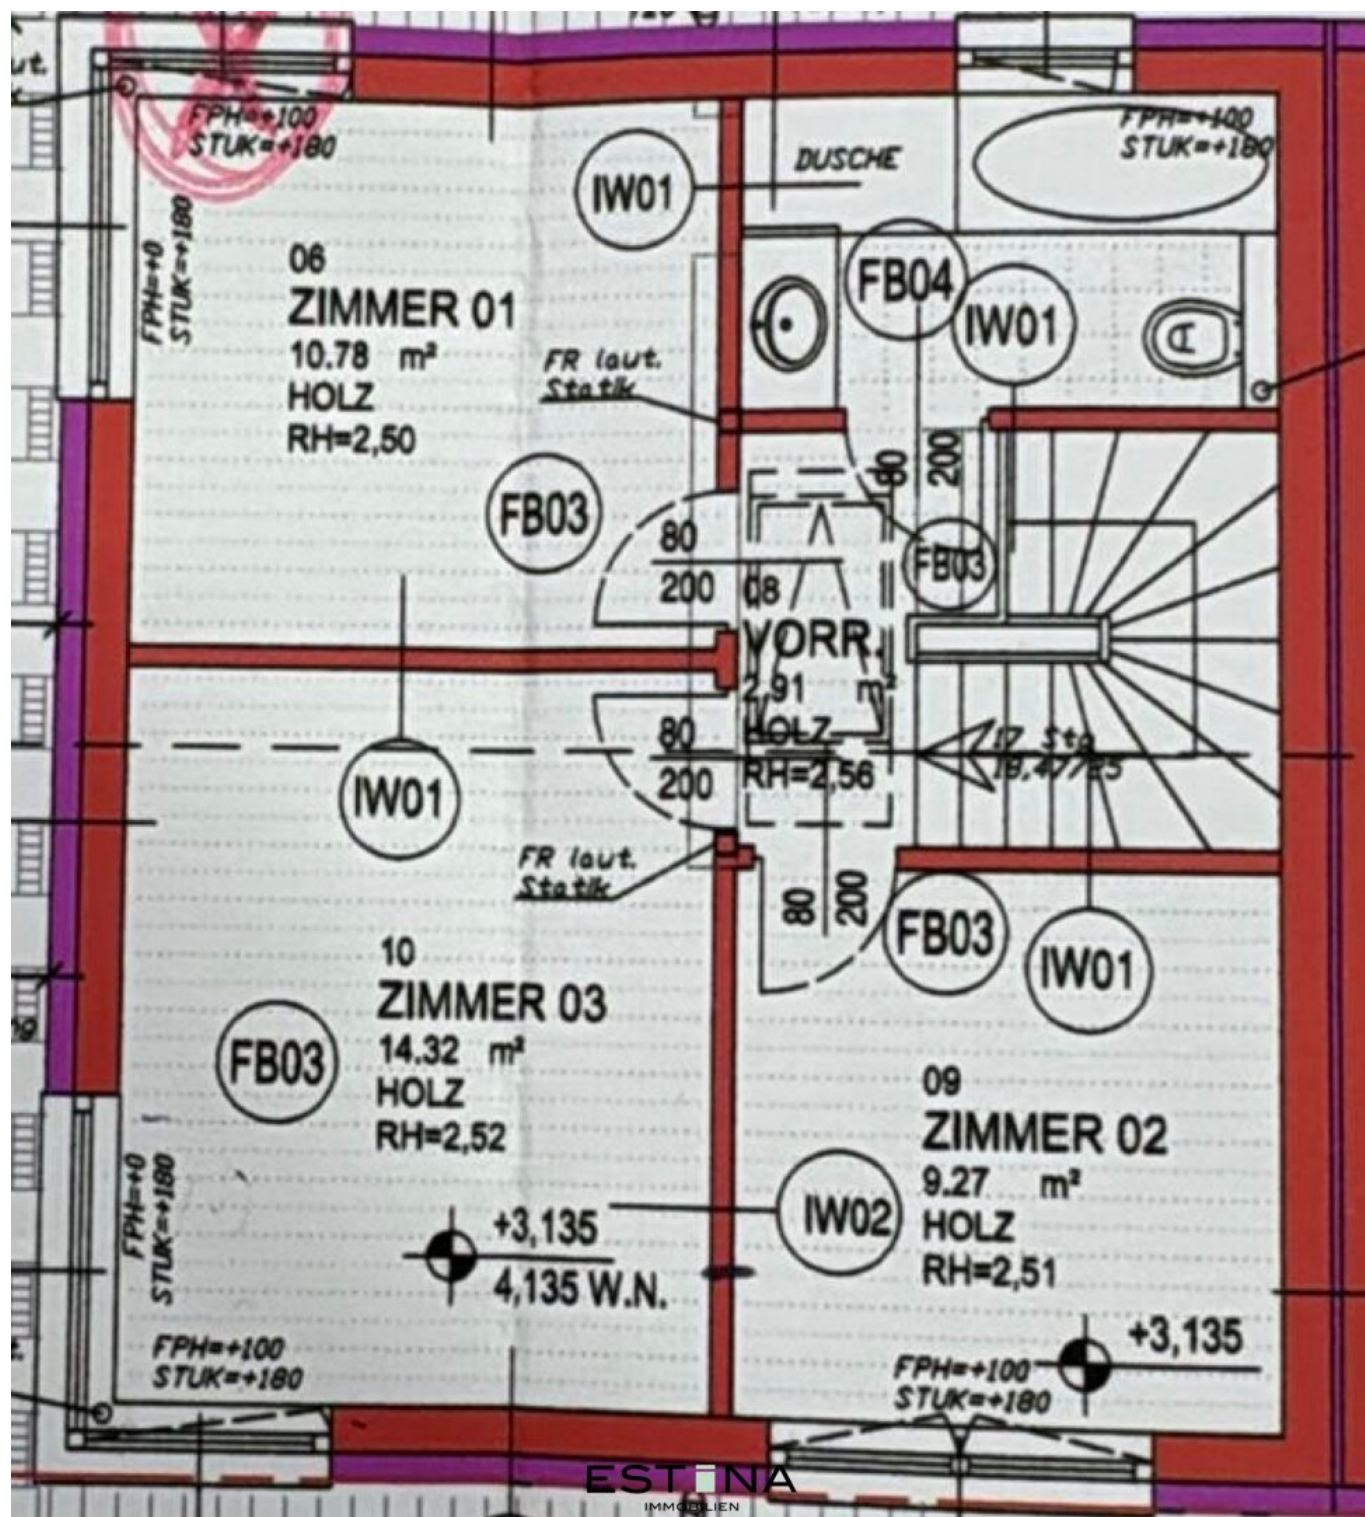 FPH=+100
STUK=+180
FPH=+0
STUK=+180
06
ZIMMER 01
10.78 m²
HOLZ
RH=2,50
IW01
FR laut.
Statik
FB03
80
200
DUSCHE
FPH=+100
STUK=+180
FB04
IW01
80
200
FB03
08
VORR.
2,91 m²
HOLZ
RH=2,56
17 Stg
80
200
IW01
FR laut.
Statik
80
200
FB03
IW01
10
ZIMMER 03
14.32 m²
HOLZ
RH=2,52
FB03
FPH=+0
STUK=+180
+3,135
4,135 W.N.
FPH=+100
STUK=+180
IW02
09
ZIMMER 02
9.27 m²
HOLZ
RH=2,51
+3,135
FPH=+100
STUK=+180
ESTINA
IMMOBILIEN